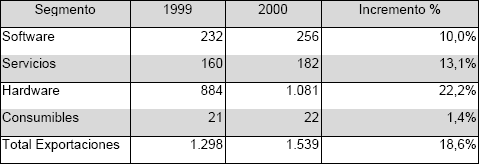 Segmento 1999 2000 Incremento %
Software 232 256 10,0%
Servicios 160 182 13,1%
Hardware 884 1.081 22,2%
Consumibles 21 22 1,4%
Total Exportaciones 1.298 1.539 18,6%